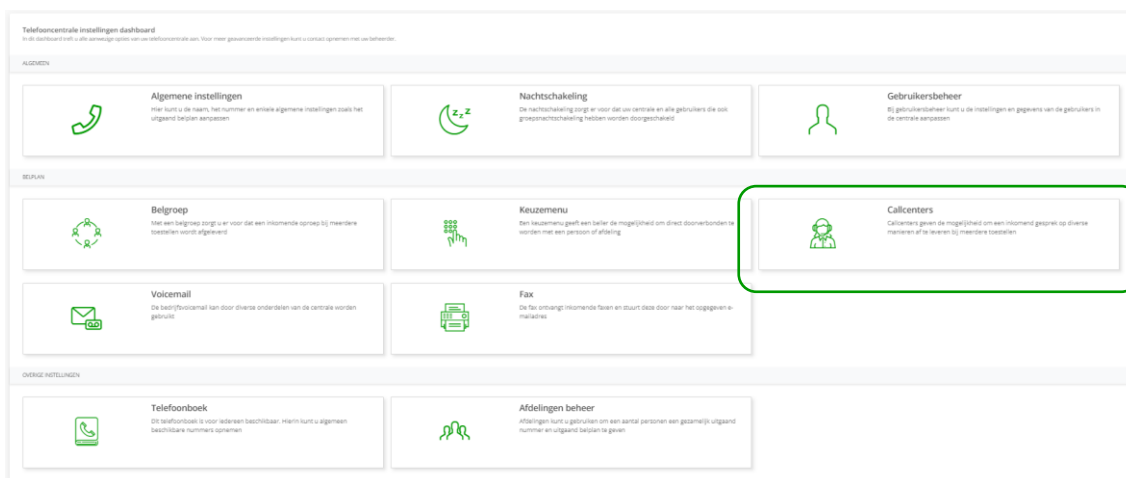 Telefooncentrale instellingen dashboard
In dit dashboard treft u alle aanwezige opties van uw telefooncentrale aan. Voor meer geavanceerde instellingen kunt u contact opnemen met uw beheerder.
ALGEMEEN
Algemene instellingen
Hier kunt u de naam, het nummer en enkele algemene instellingen zoals het
uitgaand belplan aanpassen
Nachtschakeling
De nachtschakeling zorgt er voor dat uw centrale en alle gebruikers die ook
groepsnachtschakeling hebben worden doorgeschakeld
Gebruikersbeheer
Bij gebruikersbeheer kunt u de instellingen en gegevens van de gebruikers in
de centrale aanpassen
BELPLAN
Belgroep
Met een belgroep zorgt u er voor dat een inkomende oproep bij meerdere
toestellen wordt afgeleverd
Keuzemenu
Een keuzemenu geeft een beller de mogelijkheid om direct doorverbonden te
worden met een persoon of afdeling
Callcenters
Callcenters geven de mogelijkheid om een inkomend gesprek op diverse
manieren af te leveren bij meerdere toestellen
Voicemail
De bedrijfsvoicemail kan door diverse onderdelen van de centrale worden
gebruikt
Fax
De fax ontvangt inkomende faxen en stuurt deze door naar het opgegeven e-
mailadres
OVERIGE INSTELLINGEN
Telefoonboek
Dit telefoonboek is voor iedereen beschikbaar. Hierin kunt u algemeen
beschikbare nummers opnemen
Afdelingen beheer
Afdelingen kunt u gebruiken om een aantal personen een gezamelijk uitgaand
nummer en uitgaand belplan te geven